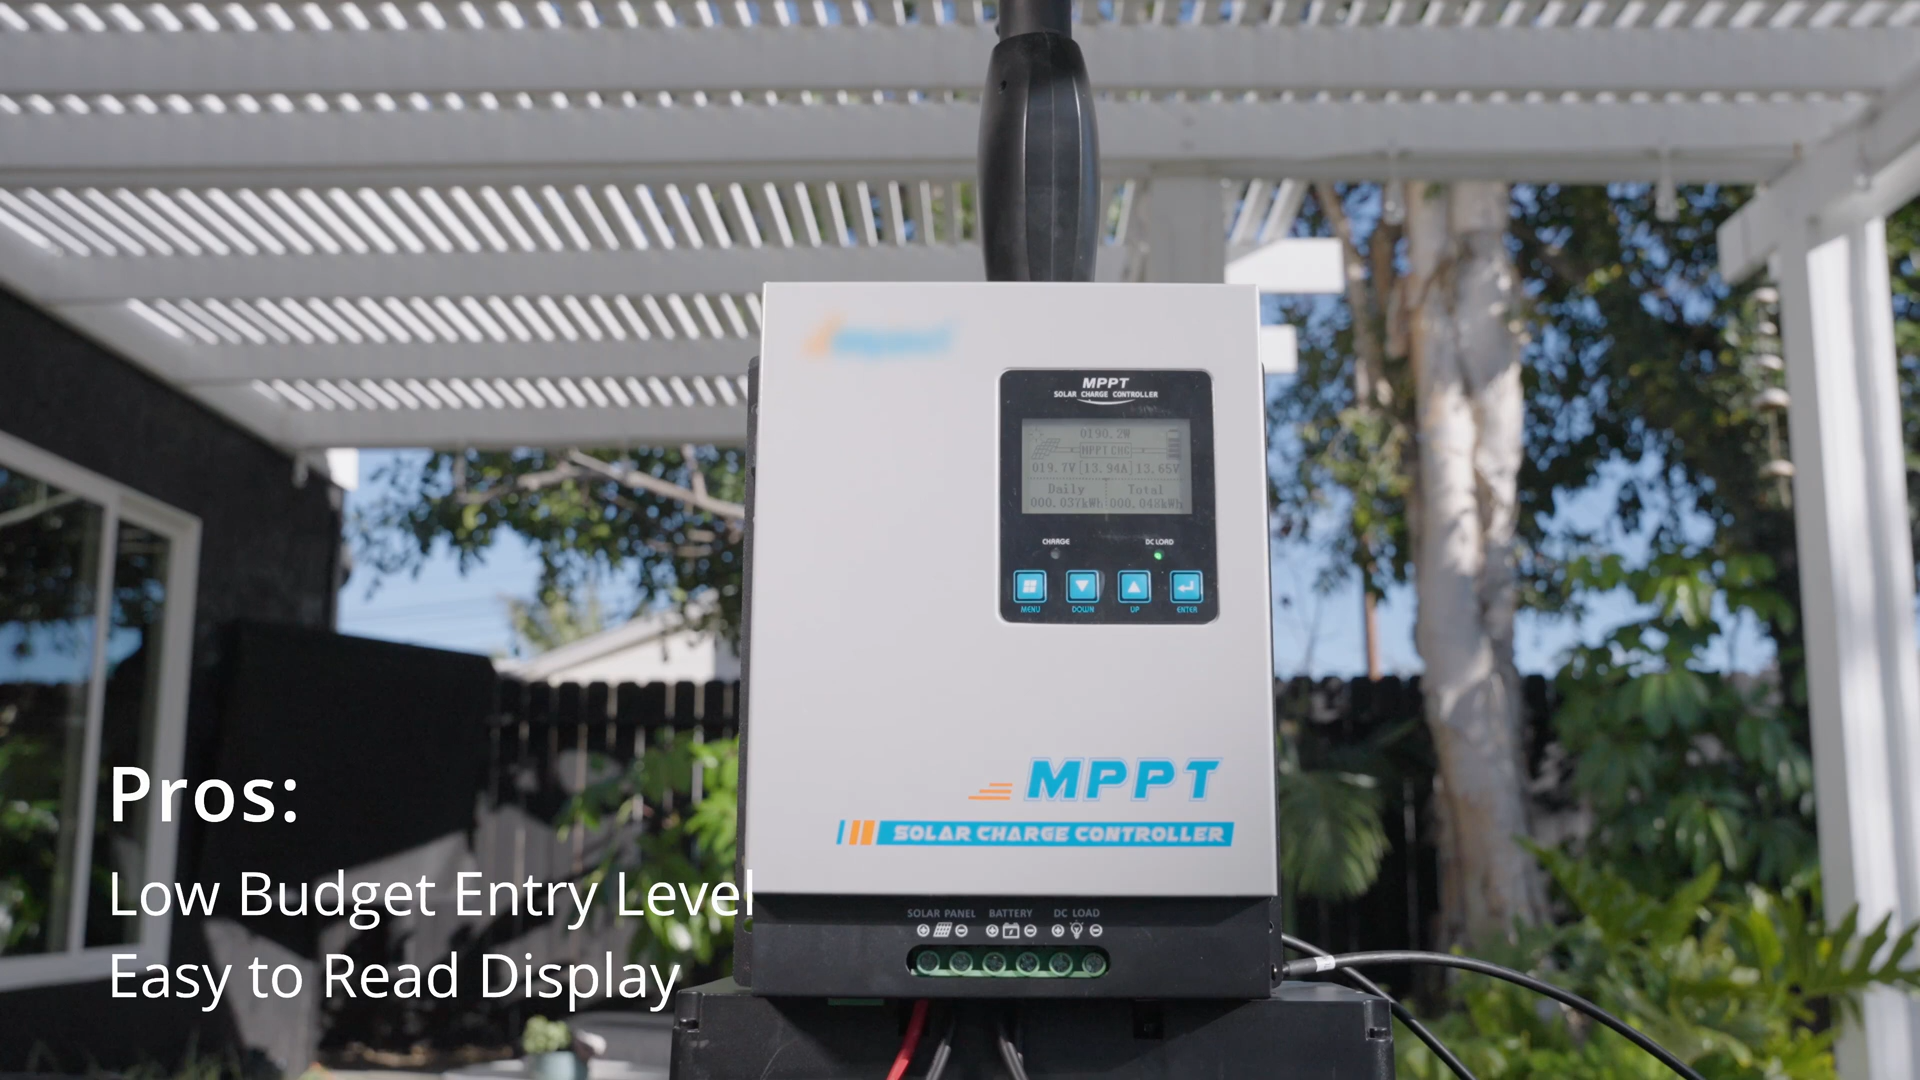 MPPT
SOLAR CHARGE CONTROLLER
0190.2W
MPPT CHG
019.7V 13.94A 13.65V
Daily Total
000.037kWh 000.048kWh
CHARGE DC LOAD
MENU DOWN UP ENTER
MPPT
SOLAR CHARGE CONTROLLER
SOLAR PANEL BATTERY DC LOAD
Pros:
Low Budget Entry Level
Easy to Read Display